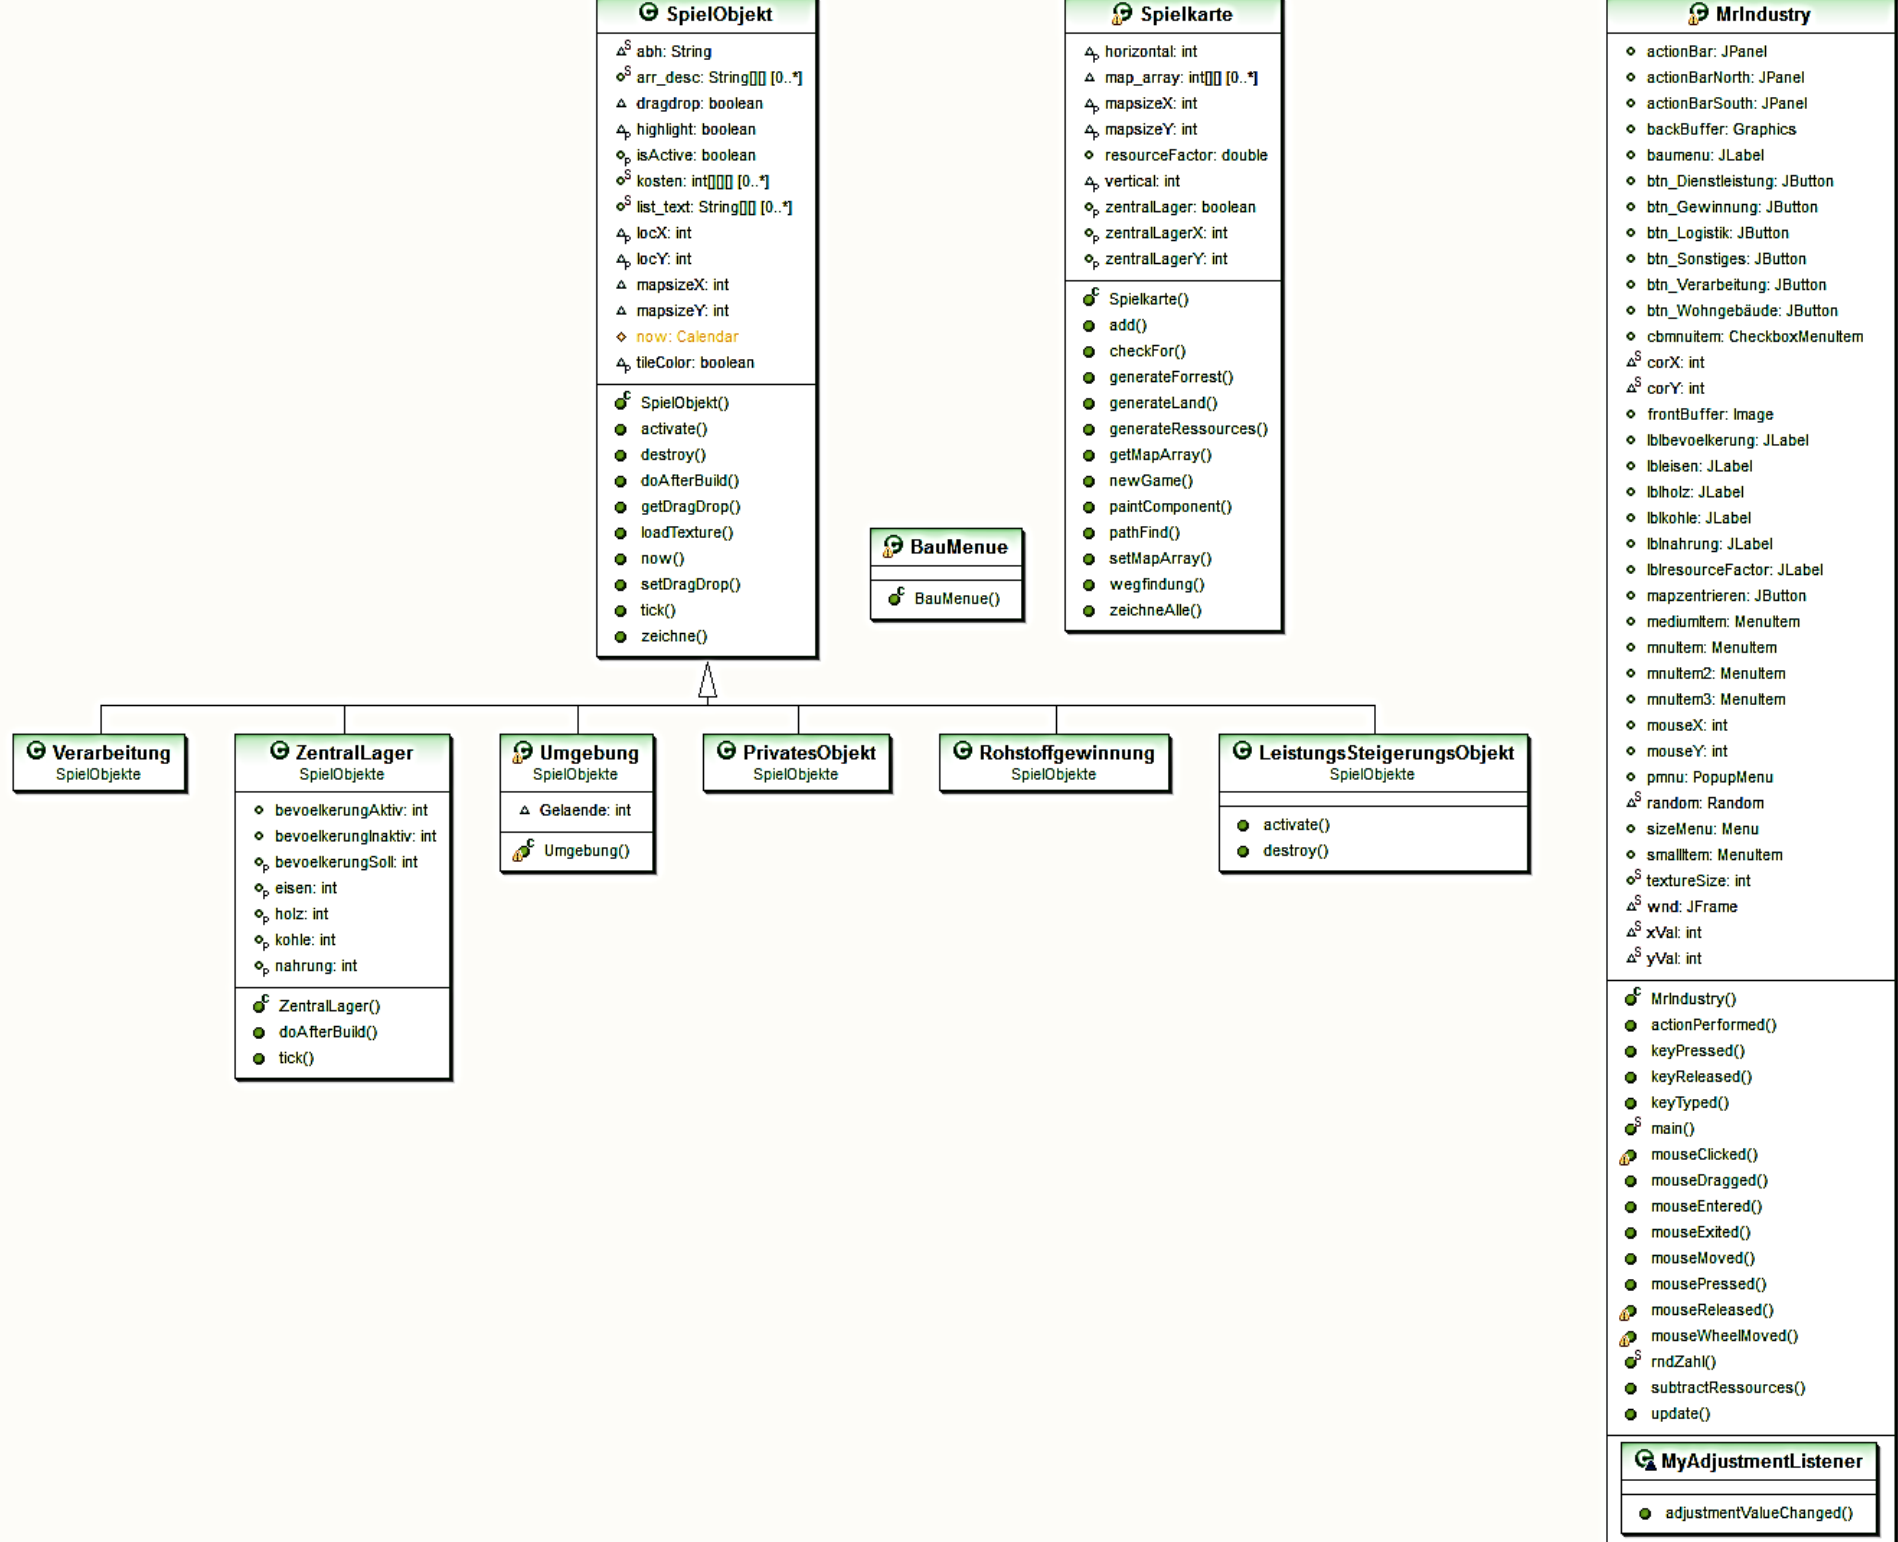 SpielObjekt
abh: String
arr_desc: String[][] [0..*]
dragdrop: boolean
highlight: boolean
isActive: boolean
kosten: int[][][] [0..*]
list_text: String[][] [0..*]
locX: int
locY: int
mapsizeX: int
mapsizeY: int
now: Calendar
tileColor: boolean
SpielObjekt()
activate()
destroy()
doAfterBuild()
getDragDrop()
loadTexture()
now()
setDragDrop()
tick()
zeichne()
BauMenue
BauMenue()
Spielkarte
horizontal: int
map_array: int[][] [0..*]
mapsizeX: int
mapsizeY: int
resourceFactor: double
vertical: int
zentralLager: boolean
zentralLagerX: int
zentralLagerY: int
Spielkarte()
add()
checkFor()
generateForrest()
generateLand()
generateRessources()
getMapArray()
newGame()
paintComponent()
pathFind()
setMapArray()
wegfindung()
zeichneAlle()
Verarbeitung
SpielObjekte
ZentralLager
SpielObjekte
bevoelkerungAktiv: int
bevoelkerungInaktiv: int
bevoelkerungSoll: int
eisen: int
holz: int
kohle: int
nahrung: int
ZentralLager()
doAfterBuild()
tick()
Umgebung
SpielObjekte
Gelaende: int
Umgebung()
PrivatesObjekt
SpielObjekte
Rohstoffgewinnung
SpielObjekte
LeistungsSteigerungsObjekt
SpielObjekte
activate()
destroy()
MrIndustry
actionBar: JPanel
actionBarNorth: JPanel
actionBarSouth: JPanel
backBuffer: Graphics
baumenu: JLabel
btn_Dienstleistung: JButton
btn_Gewinnung: JButton
btn_Logistik: JButton
btn_Sonstiges: JButton
btn_Verarbeitung: JButton
btn_Wohngebäude: JButton
cbmnuitem: CheckboxMenuItem
corX: int
corY: int
frontBuffer: Image
lblbevoelkerung: JLabel
lbleisen: JLabel
lblholz: JLabel
lblkohle: JLabel
lblnahrung: JLabel
lblresourceFactor: JLabel
mapzentrieren: JButton
mediumItem: MenuItem
mnuItem: MenuItem
mnuItem2: MenuItem
mnuItem3: MenuItem
mouseX: int
mouseY: int
pmnu: PopupMenu
random: Random
sizeMenu: Menu
smallItem: MenuItem
textureSize: int
wnd: JFrame
xVal: int
yVal: int
MrIndustry()
actionPerformed()
keyPressed()
keyReleased()
keyTyped()
main()
mouseClicked()
mouseDragged()
mouseEntered()
mouseExited()
mouseMoved()
mousePressed()
mouseReleased()
mouseWheelMoved()
rndZahl()
subtractRessources()
update()
MyAdjustmentListener
adjustmentValueChanged()